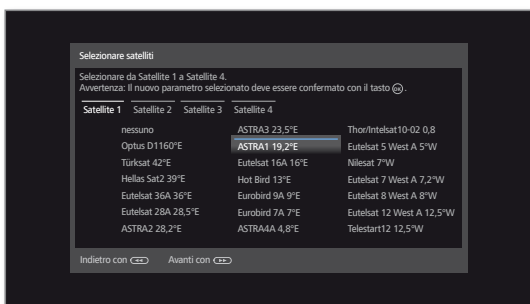 Selezionare satelliti
Selezionare da Satellite 1 a Satellite 4.
Avvertenza: Il nuovo parametro selezionato deve essere confermato con il tasto OK.
Satellite 1 Satellite 2 Satellite 3 Satellite 4
nessuno ASTRA3 23,5°E Thor/Intelsat10-02 0,8
Optus D1160°E ASTRA1 19,2°E Eutelsat 5 West A 5°W
Türksat 42°E Eutelsat 16A 16°E Nilesat 7°W
Hellas Sat2 39°E Hot Bird 13°E Eutelsat 7 West A 7,2°W
Eutelsat 36A 36°E Eurobird 9A 9°E Eutelsat 8 West A 8°W
Eutelsat 28A 28,5°E Eurobird 7A 7°E Eutelsat 12 West A 12,5°W
ASTRA2 28,2°E ASTRA4A 4,8°E Telestart12 12,5°W
Indietro con ◄◄ Avanti con ►►